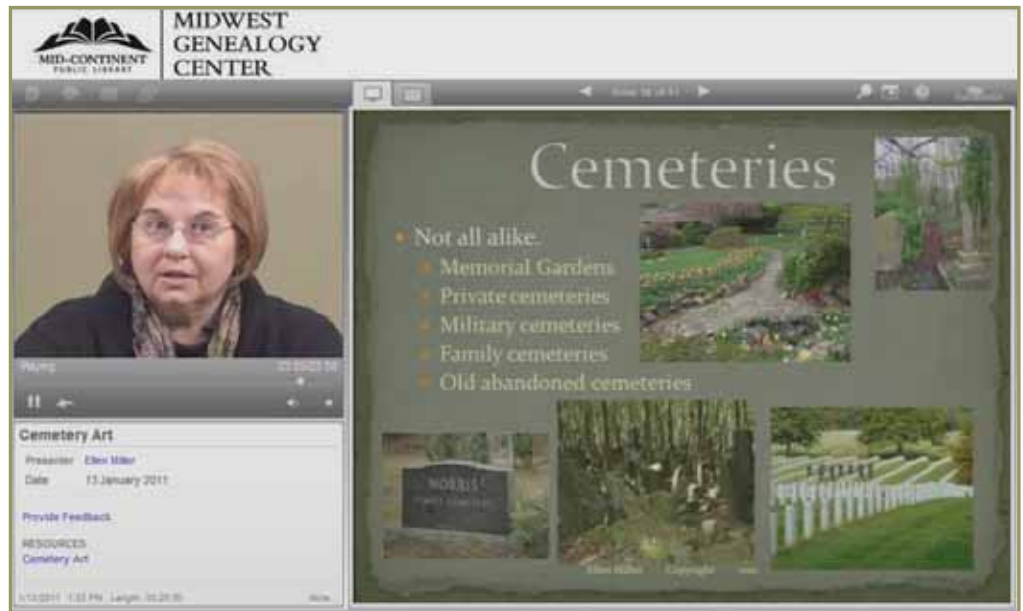 MID-CONTINENT
PUBLIC LIBRARY
MIDWEST
GENEALOGY
CENTER
Cemeteries
Not all alike.
Memorial Gardens
Private cemeteries
Military cemeteries
Family cemeteries
Old abandoned cemeteries
NORRIS
FAMILY CEMETERY
Ellen Miller Copyright
Playing
Cemetery Art
Presenter Ellen Miller
Date 13 January 2011
Provide Feedback
RESOURCES
Cemetery Art